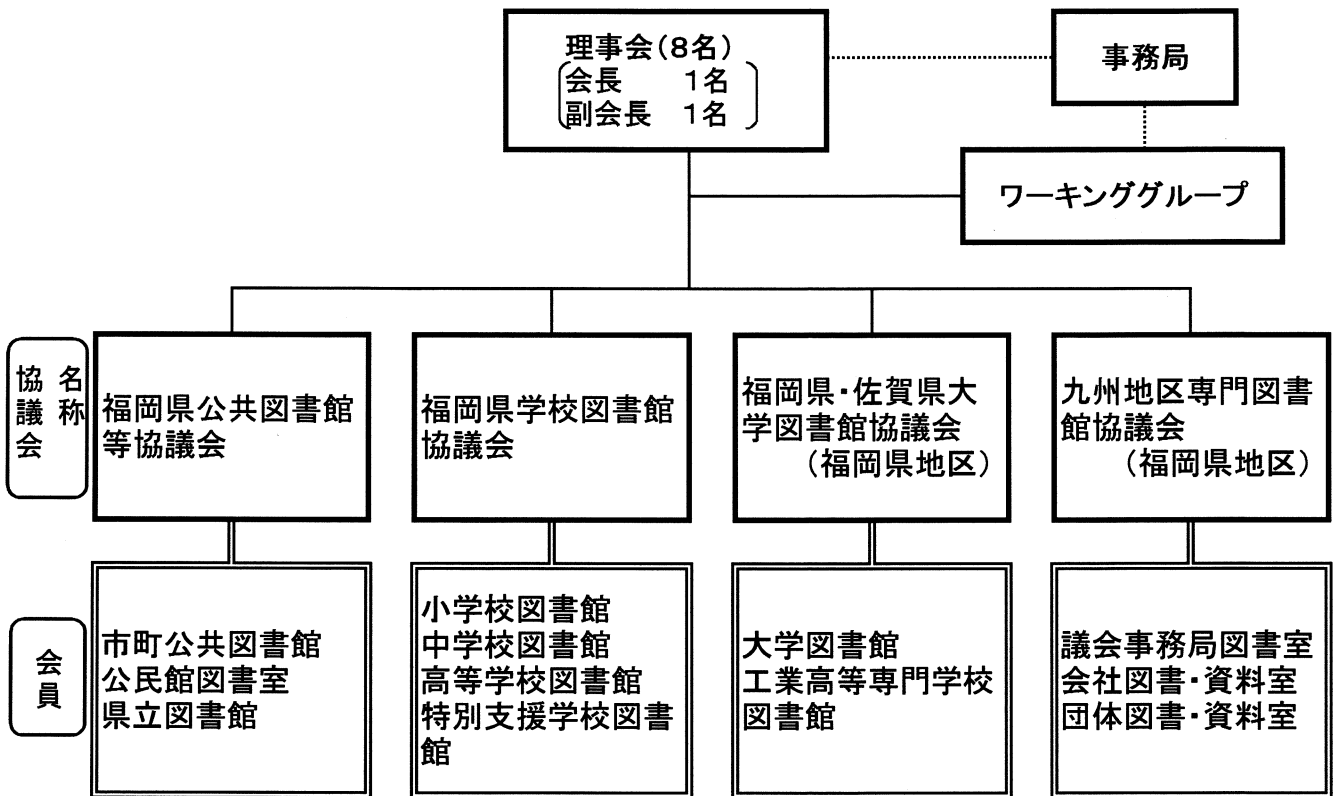 理事会(8名)
会長 1名
副会長 1名
事務局
ワーキンググループ
協議会
名称
福岡県公共図書館
等協議会
福岡県学校図書館
協議会
福岡県・佐賀県大
学図書館協議会
(福岡県地区)
九州地区専門図書
館協議会
(福岡県地区)
会員
市町公共図書館
公民館図書室
県立図書館
小学校図書館
中学校図書館
高等学校図書館
特別支援学校図書
館
大学図書館
工業高等専門学校
図書館
議会事務局図書室
会社図書・資料室
団体図書・資料室